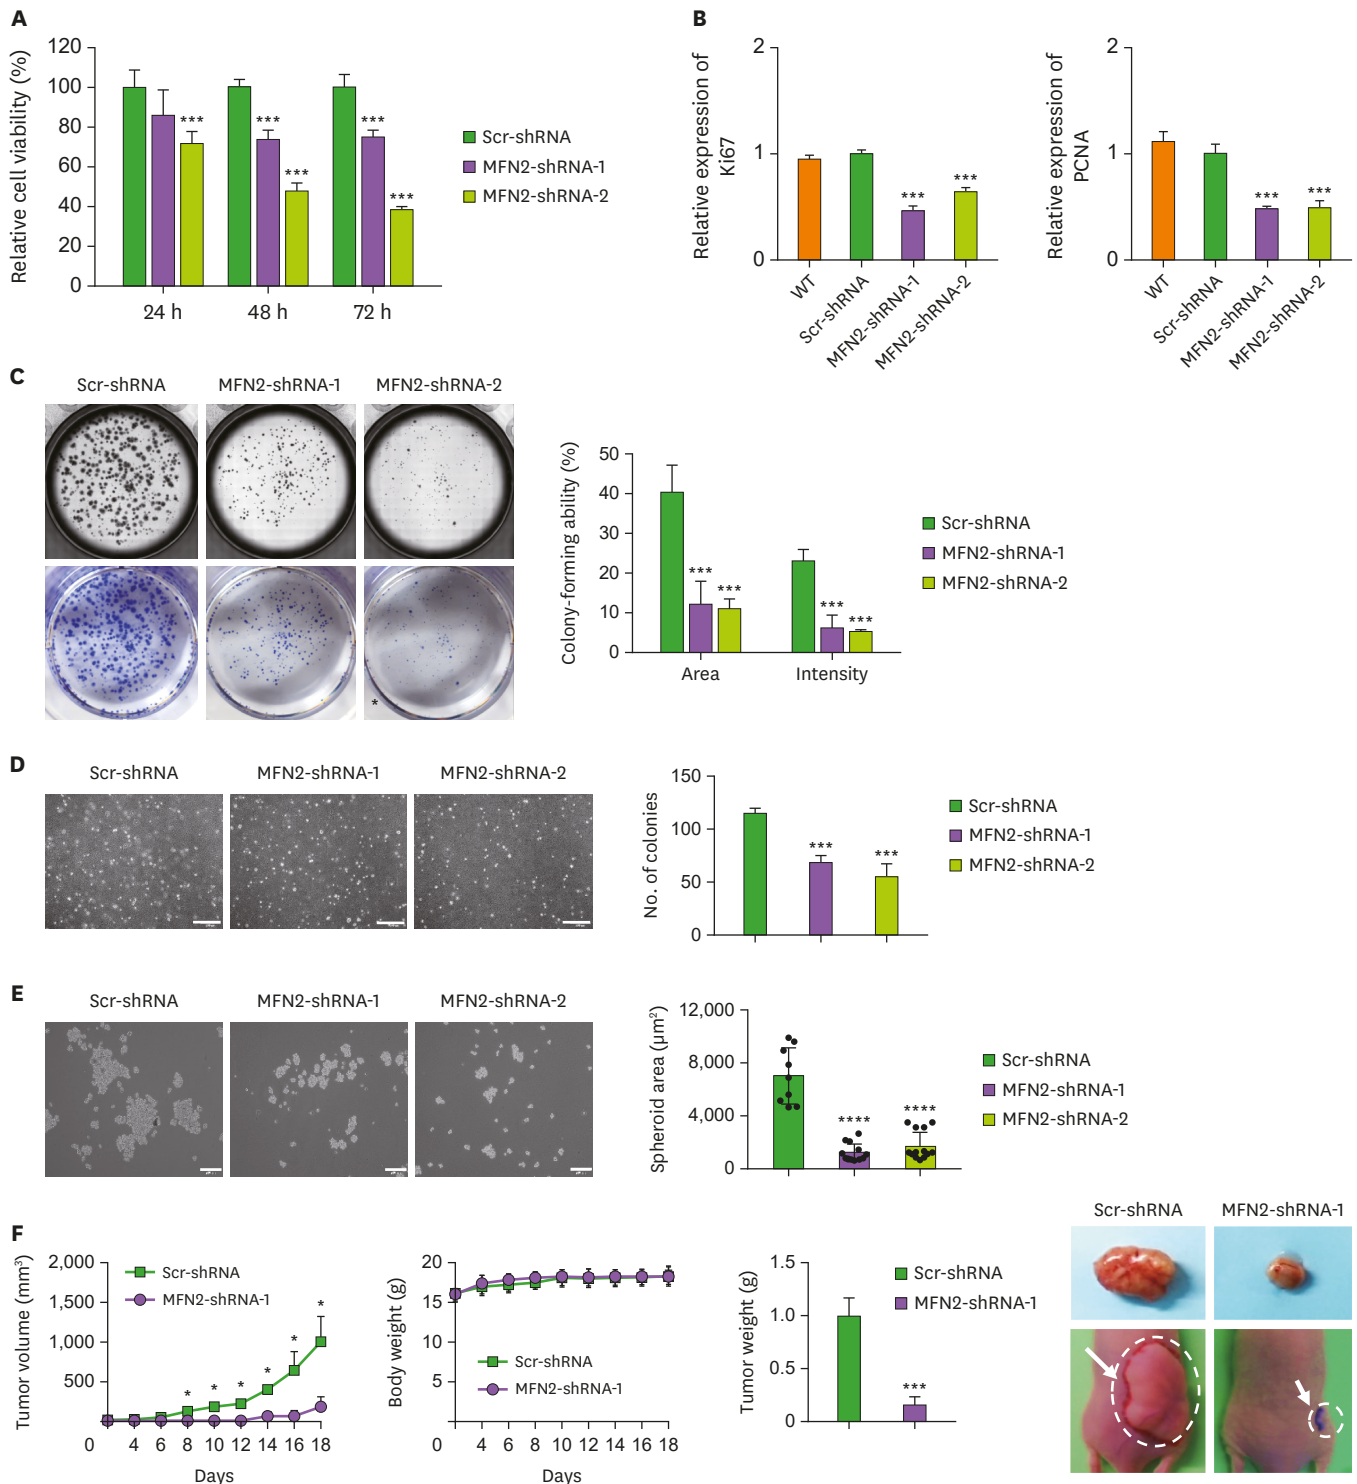 A
Relative cell viability (%)
120
100
80
60
40
20
0
***
***
***
***
***
24 h
48 h
72 h
Scr-shRNA
MFN2-shRNA-1
MFN2-shRNA-2
B
Relative expression of
Ki67
2
1
0
***
***
WT
Scr-shRNA
MFN2-shRNA-1
MFN2-shRNA-2
Relative expression of
PCNA
2
1
0
***
***
WT
Scr-shRNA
MFN2-shRNA-1
MFN2-shRNA-2
C
Scr-shRNA
MFN2-shRNA-1
MFN2-shRNA-2
*
Colony-forming ability (%)
50
40
30
20
10
0
***
***
***
***
Area
Intensity
Scr-shRNA
MFN2-shRNA-1
MFN2-shRNA-2
D
Scr-shRNA
MFN2-shRNA-1
MFN2-shRNA-2
No. of colonies
150
100
50
0
***
***
Scr-shRNA
MFN2-shRNA-1
MFN2-shRNA-2
E
Scr-shRNA
MFN2-shRNA-1
MFN2-shRNA-2
Spheroid area (µm²)
12,000
8,000
4,000
0
****
****
Scr-shRNA
MFN2-shRNA-1
MFN2-shRNA-2
F
Tumor volume (mm³)
2,000
1,500
1,000
500
Scr-shRNA
MFN2-shRNA-1
*
*
*
*
*
*
0 4 6 8 10 12 14 16 18
Days
Body weight (g)
20
15
10
5
0
Scr-shRNA
MFN2-shRNA-1
0 4 6 8 10 12 14 16 18
Days
Tumor weight (g)
1.5
1.0
0.5
0
***
Scr-shRNA
MFN2-shRNA-1
Scr-shRNA
MFN2-shRNA-1